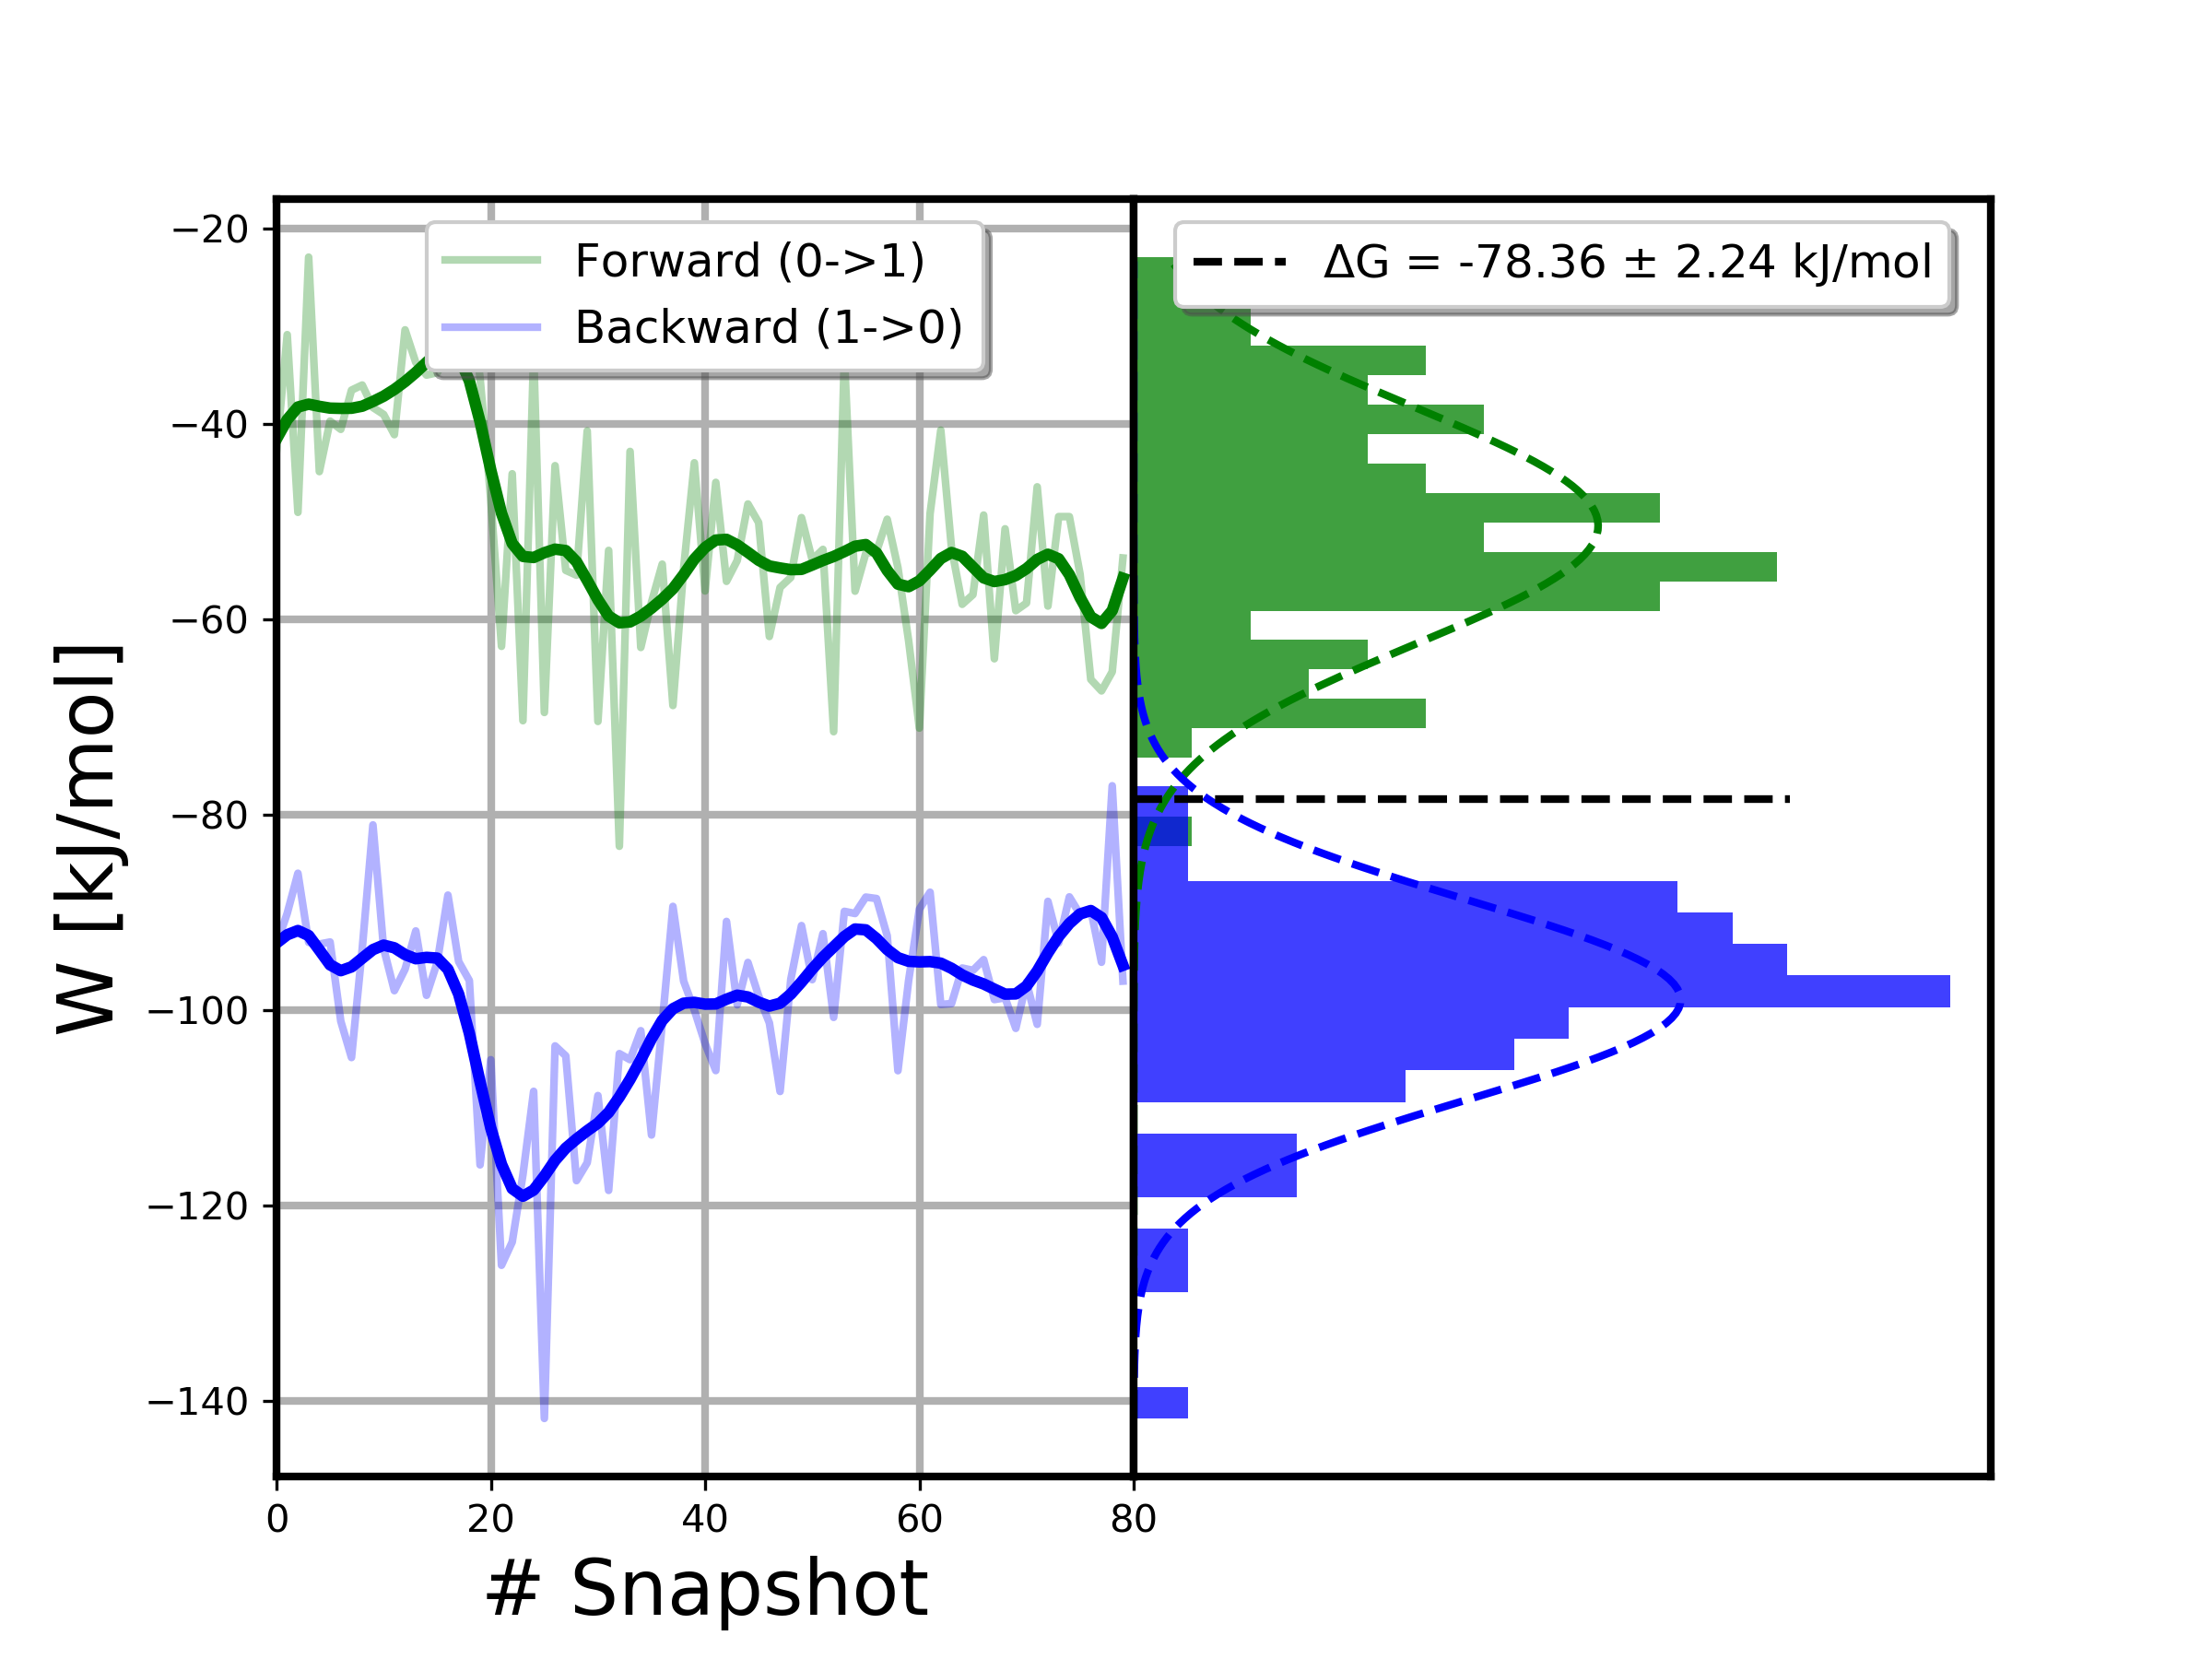 W [kJ/mol]
−20
−40
−60
−80
−100
−120
−140
Forward (0->1)
Backward (1->0)
ΔG = -78.36 ± 2.24 kJ/mol
0 20 40 60 80
# Snapshot